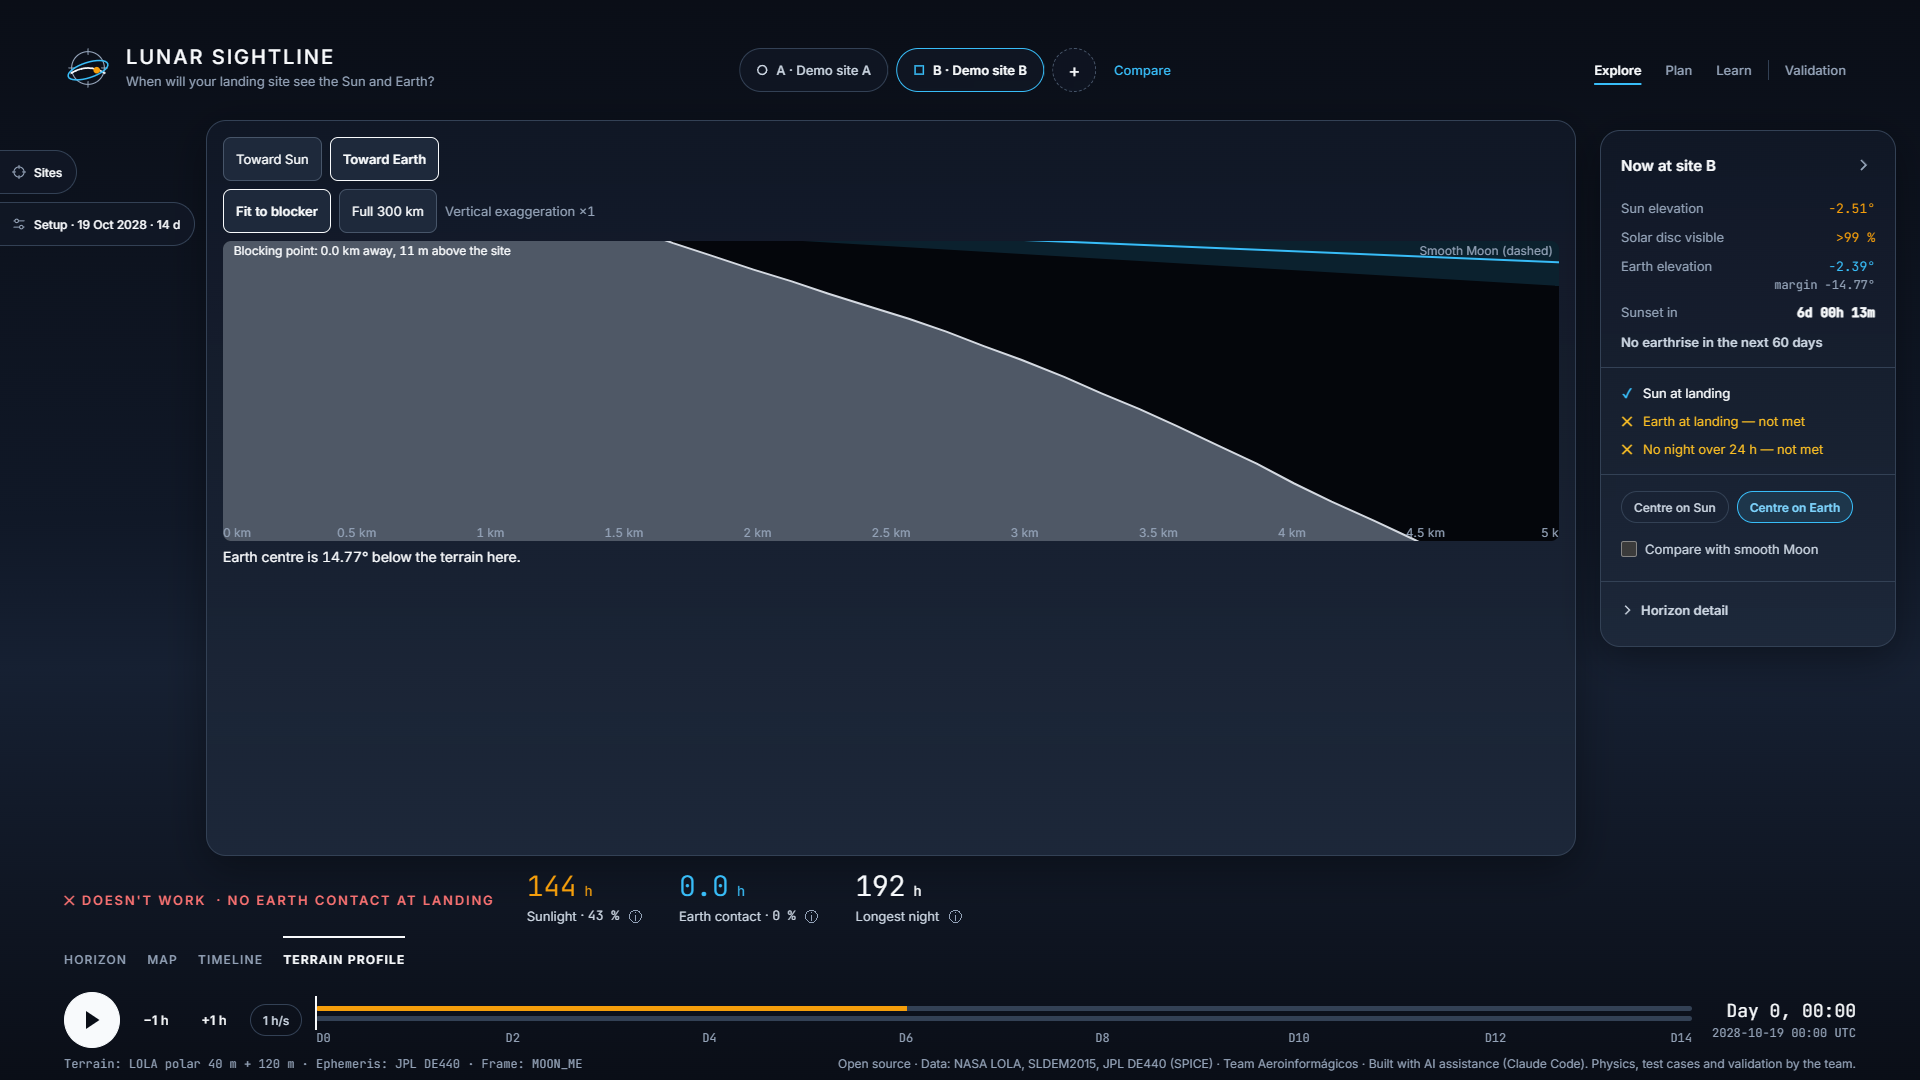 LUNAR SIGHTLINE
When will your landing site see the Sun and Earth?
A · Demo site A
B · Demo site B
+
Compare
Explore
Plan
Learn
Validation
Sites
Setup · 19 Oct 2028 · 14 d
Toward Sun
Toward Earth
Fit to blocker
Full 300 km
Vertical exaggeration ×1
Blocking point: 0.0 km away, 11 m above the site
Smooth Moon (dashed)
0 km 0.5 km 1 km 1.5 km 2 km 2.5 km 3 km 3.5 km 4 km 4.5 km 5 k
Earth centre is 14.77° below the terrain here.
Now at site B
Sun elevation -2.51°
Solar disc visible >99 %
Earth elevation -2.39°
margin -14.77°
Sunset in 6d 00h 13m
No earthrise in the next 60 days
Sun at landing
Earth at landing — not met
No night over 24 h — not met
Centre on Sun
Centre on Earth
Compare with smooth Moon
Horizon detail
DOESN'T WORK · NO EARTH CONTACT AT LANDING
144 h
Sunlight · 43 %
0.0 h
Earth contact · 0 %
192 h
Longest night
HORIZON MAP TIMELINE TERRAIN PROFILE
−1 h
+1 h
1 h/s
D0 D2 D4 D6 D8 D10 D12 D14
Day 0, 00:00
2028-10-19 00:00 UTC
Terrain: LOLA polar 40 m + 120 m · Ephemeris: JPL DE440 · Frame: MOON_ME
Open source · Data: NASA LOLA, SLDEM2015, JPL DE440 (SPICE) · Team Aeroinformágicos · Built with AI assistance (Claude Code). Physics, test cases and validation by the team.